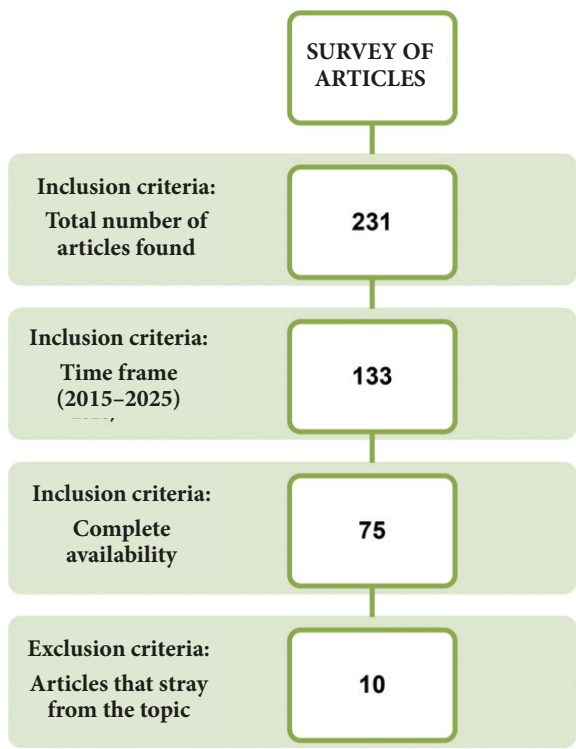 SURVEY OF
ARTICLES
Inclusion criteria:
Total number of
articles found
231
Inclusion criteria:
Time frame
(2015–2025)
133
Inclusion criteria:
Complete
availability
75
Exclusion criteria:
Articles that stray
from the topic
10